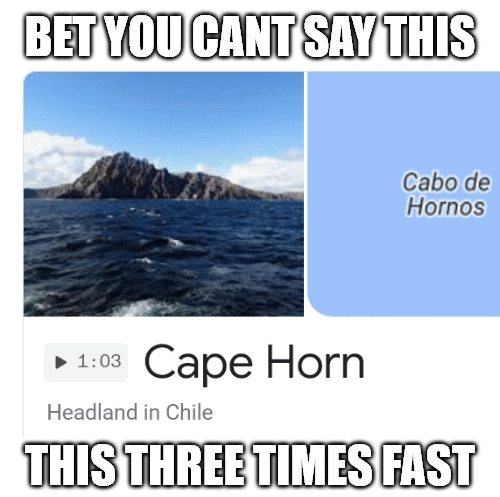 BET YOU CANT SAY THIS
Cabo de
Hornos
1:03
Cape Horn
Headland in Chile
THIS THREE TIMES FAST